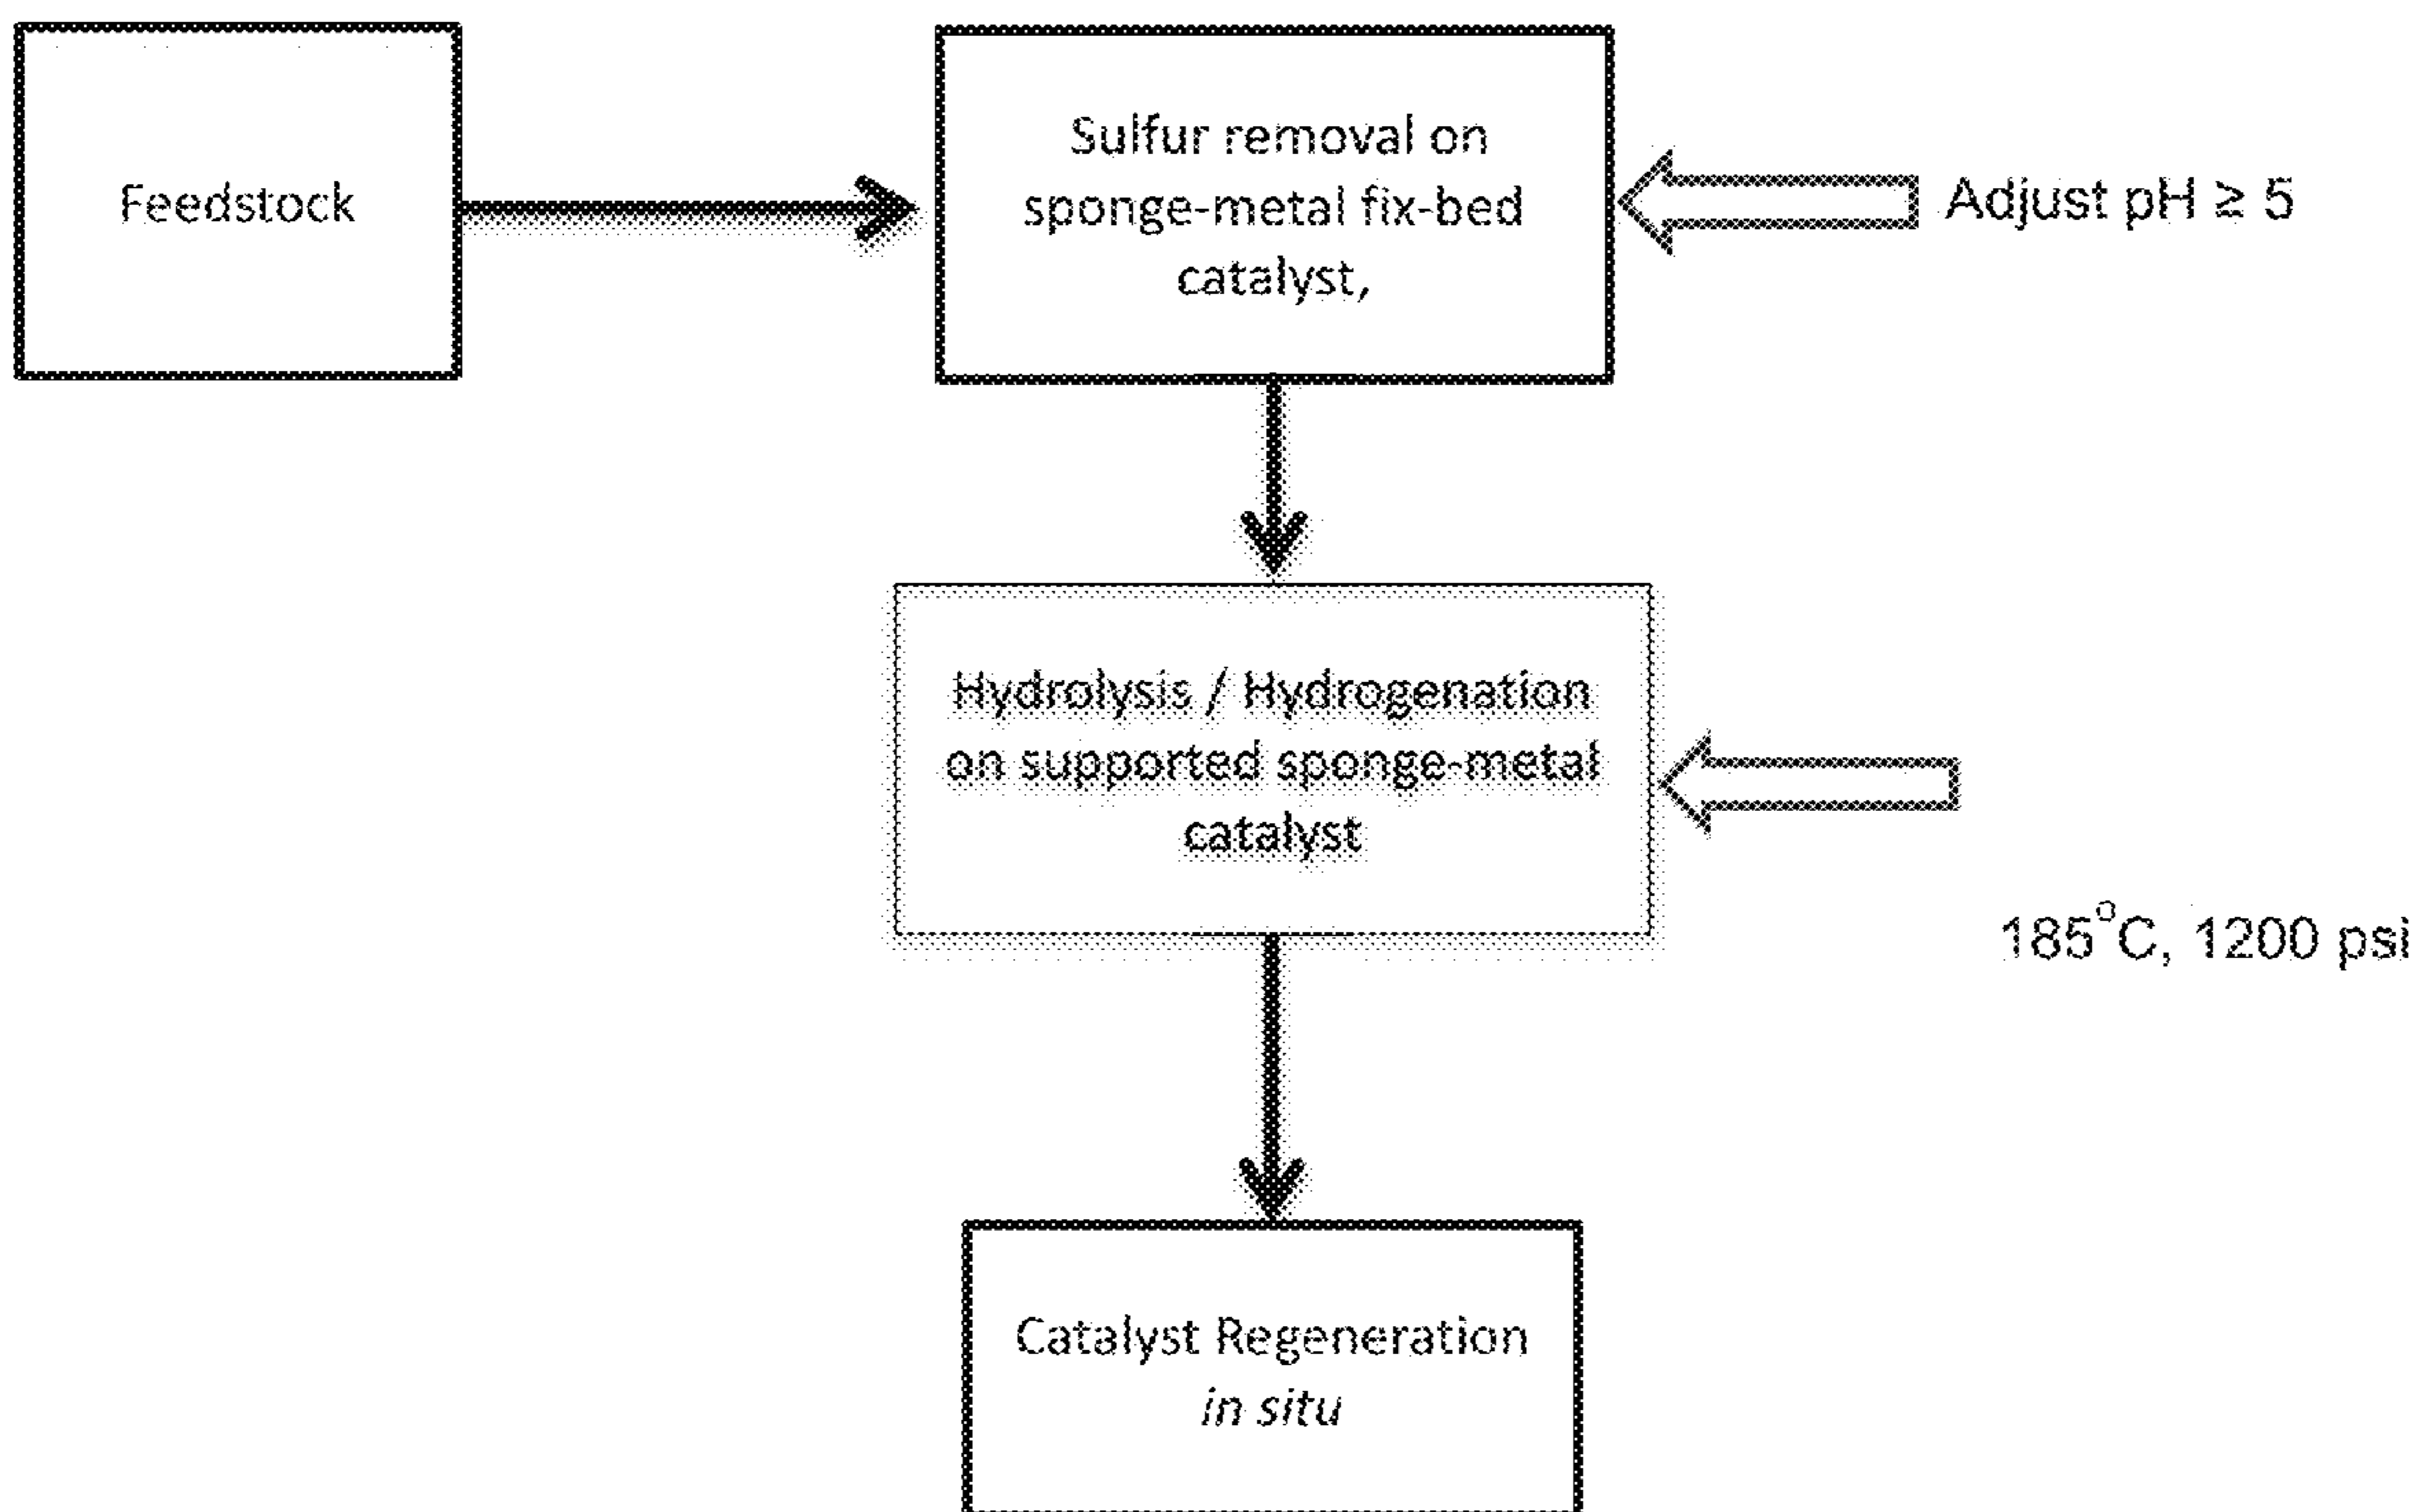 Feedstock
Sulfur removal on
sponge-metal fix-bed
catalyst,
Adjust pH ≥ 5
Hydrolysis / Hydrogenation
on supported sponge-metal
catalyst
185°C, 1200 psi
Catalyst Regeneration
in situ